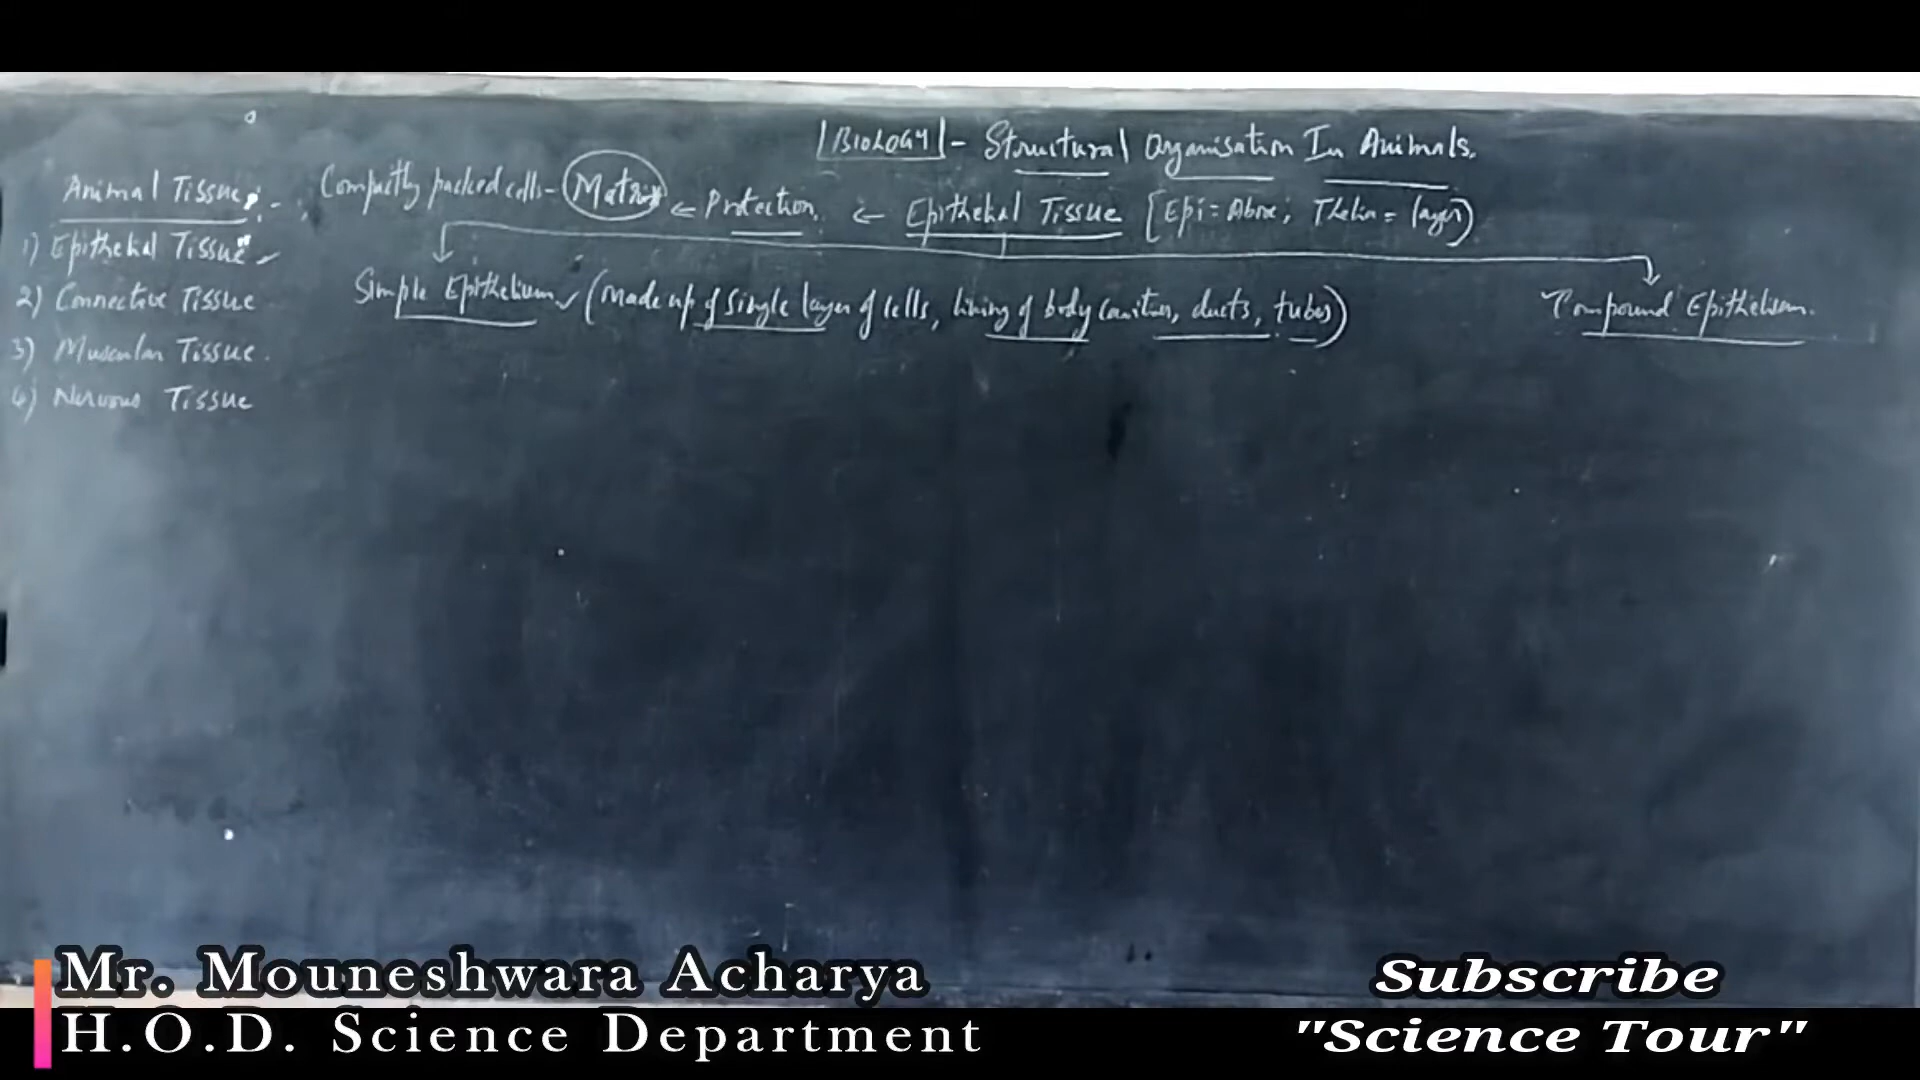 |BIOLOGY| - Structural Organisation In Animals.
Animal Tissue:- Compactly packed cells - Matrix ← Protection. ← Epithelial Tissue [Epi = Above; Thelia = layer)
1) Epithelial Tissue ✓
2) Connective Tissue
3) Muscular Tissue.
4) Nervous Tissue
Simple Epithelium ✓ (made up of single layer of cells, lining of body cavities, ducts, tubes)
Compound Epithelium.
Mr. Mouneshwara Acharya
H.O.D. Science Department
Subscribe
"Science Tour"